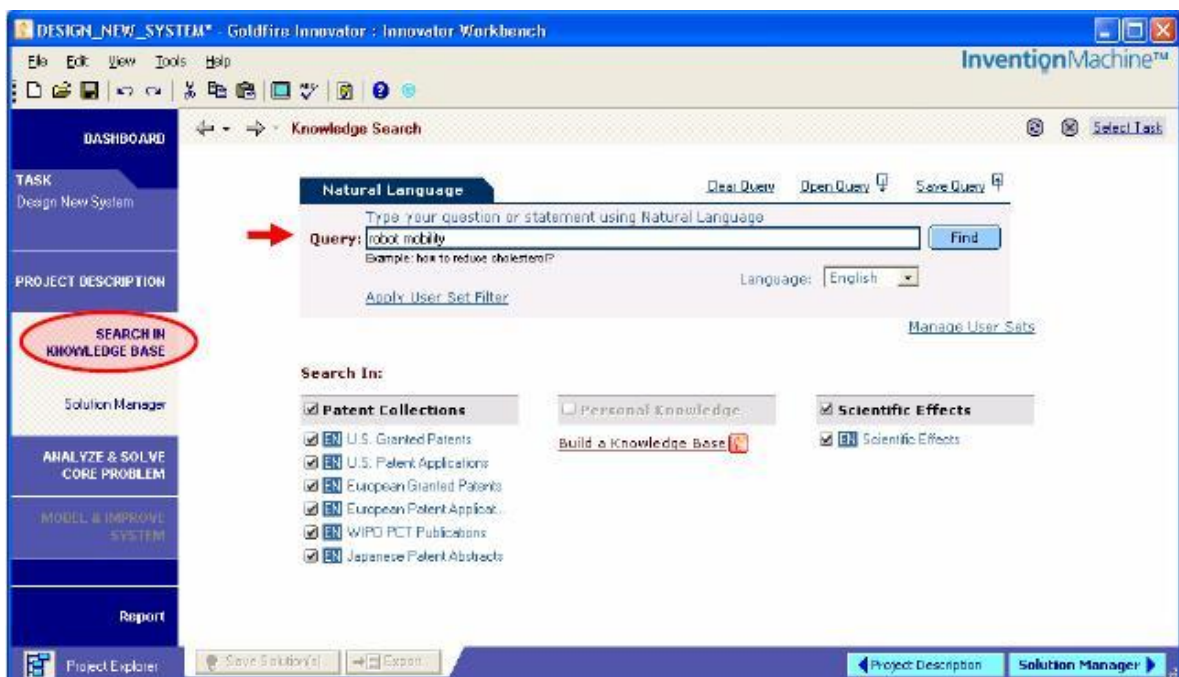 DESIGN_NEW_SYSTEM* - Goldfire Innovator : Innovator Workbench
File Edit View Tools Help
InventionMachine™
DASHBOARD
Knowledge Search
Select Task
TASK
Design New System
Natural Language
Clear Query
Open Query
Save Query
Type your question or statement using Natural Language
Query: robot mobility
Find
Example: how to reduce cholesterol?
Language: English
Apply User Set Filter
PROJECT DESCRIPTION
Manage User Sets
SEARCH IN
KNOWLEDGE BASE
Search In:
Solution Manager
Patent Collections
Personal Knowledge
Scientific Effects
EN U.S. Granted Patents
Build a Knowledge Base
EN Scientific Effects
EN U.S. Patent Applications
EN European Granted Patents
EN European Patent Applicat...
EN WIPO PCT Publications
EN Japanese Patent Abstracts
ANALYZE & SOLVE
CORE PROBLEM
MODEL & IMPROVE
SYSTEM
Report
Project Explorer
Save Solution(s)
Export
Project Description
Solution Manager